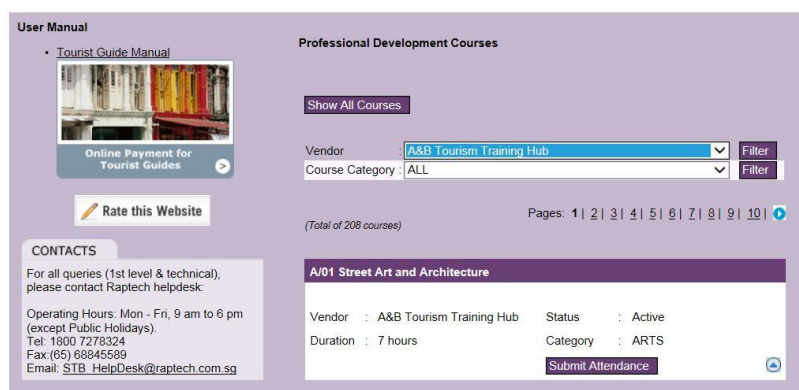 User Manual
• Tourist Guide Manual
Online Payment for
Tourist Guides
Rate this Website
CONTACTS
For all queries (1st level & technical),
please contact Raptech helpdesk:
Operating Hours: Mon - Fri, 9 am to 6 pm
(except Public Holidays).
Tel: 1800 7278324
Fax:(65) 68845589
Email: STB_HelpDesk@raptech.com.sg
Professional Development Courses
Show All Courses
Vendor : A&B Tourism Training Hub Filter
Course Category : ALL Filter
(Total of 208 courses)
Pages: 1| 2| 3| 4| 5| 6| 7| 8| 9| 10|
A/01 Street Art and Architecture
Vendor : A&B Tourism Training Hub Status : Active
Duration : 7 hours Category : ARTS
Submit Attendance